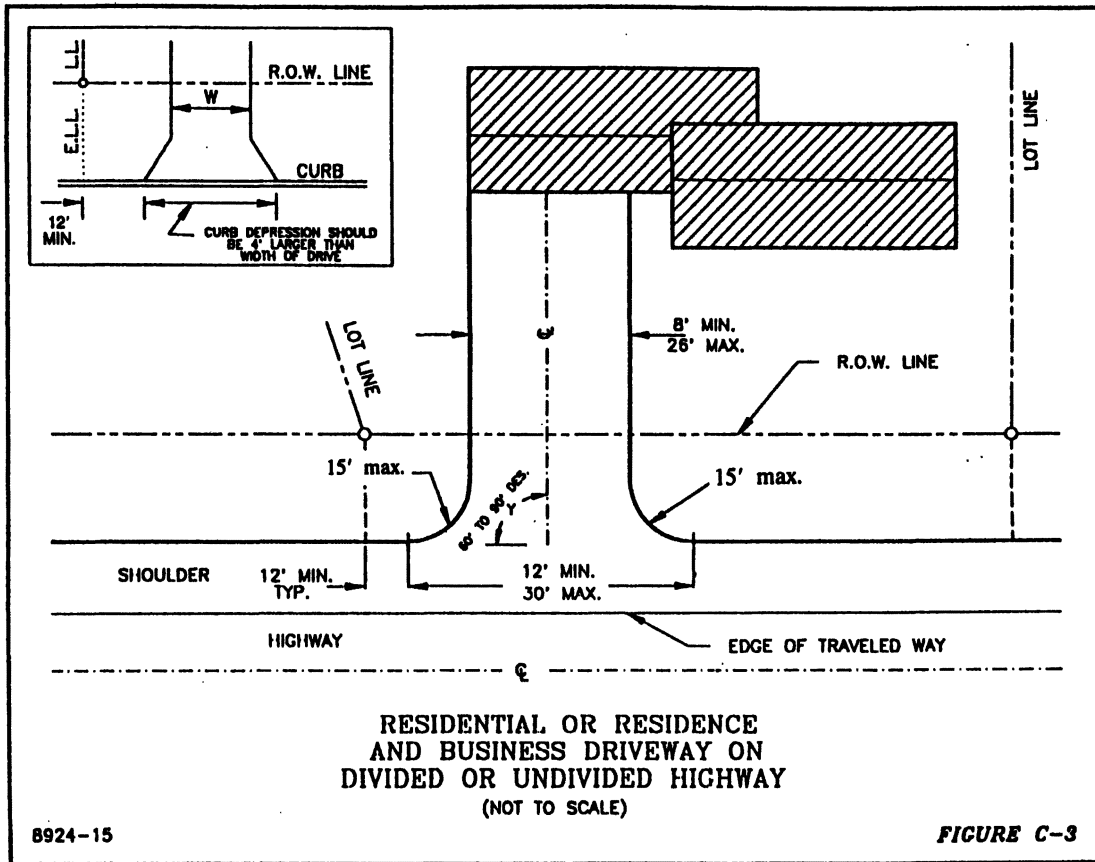 L.L.
R.O.W. LINE
W
E.L.L.
CURB
12'
MIN.
CURB DEPRESSION SHOULD
BE 4' LARGER THAN
WIDTH OF DRIVE
LOT LINE
LOT LINE
℄
8' MIN.
26' MAX.
R.O.W. LINE
15' max.
60' TO 90' DES.
Y
15' max.
SHOULDER
12' MIN.
TYP.
12' MIN.
30' MAX.
HIGHWAY
EDGE OF TRAVELED WAY
℄
RESIDENTIAL OR RESIDENCE
AND BUSINESS DRIVEWAY ON
DIVIDED OR UNDIVIDED HIGHWAY
(NOT TO SCALE)
8924-15
FIGURE C-3